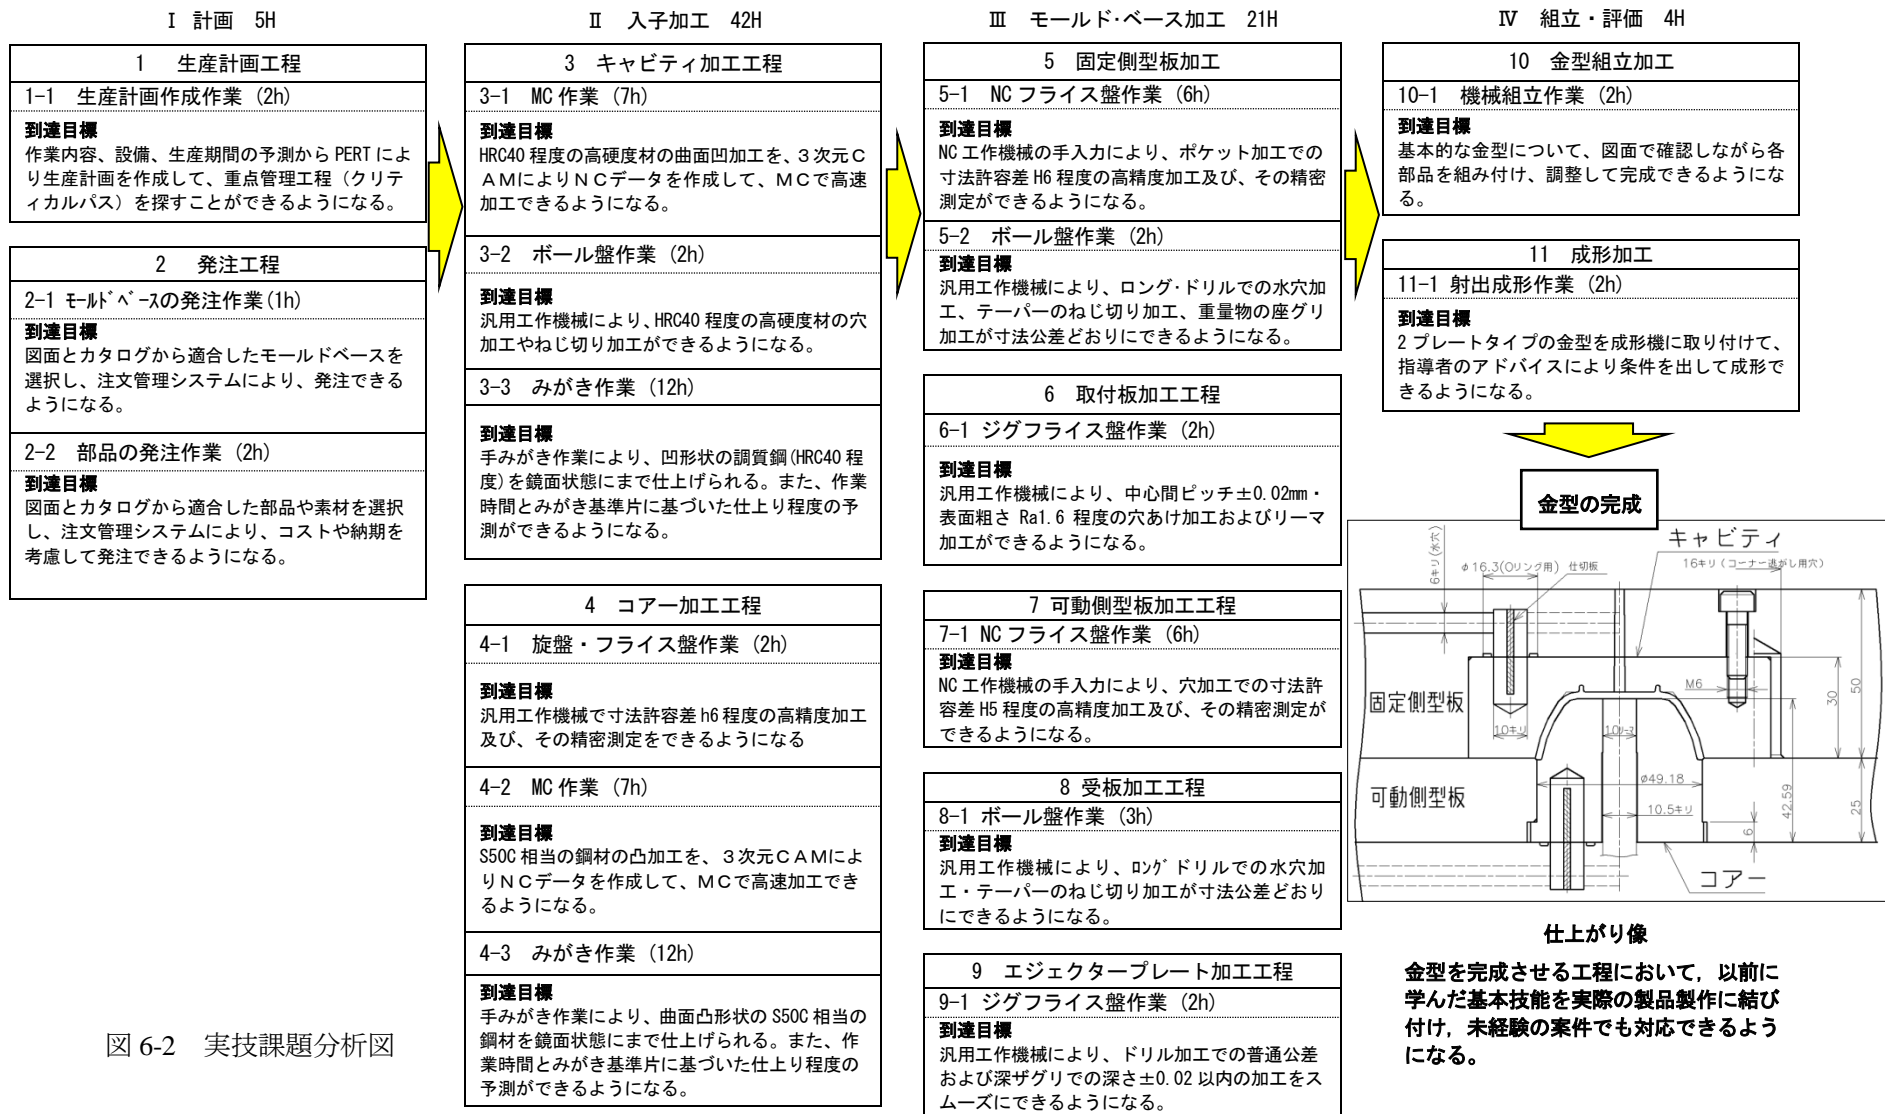 Ⅰ 計画 5H
1 生産計画工程
1-1 生産計画作成作業 (2h)
到達目標
作業内容、設備、生産期間の予測から PERT によ
り生産計画を作成して、重点管理工程（クリテ
ィカルパス）を探すことができるようになる。
2 発注工程
2-1 ﾓｰﾙﾄﾞﾍﾞｰｽの発注作業(1h)
到達目標
図面とカタログから適合したモールドベースを
選択し、注文管理システムにより、発注できる
ようになる。
2-2 部品の発注作業 (2h)
到達目標
図面とカタログから適合した部品や素材を選択
し、注文管理システムにより、コストや納期を
考慮して発注できるようになる。
Ⅱ 入子加工 42H
3 キャビティ加工工程
3-1 MC 作業 (7h)
到達目標
HRC40 程度の高硬度材の曲面凹加工を、３次元Ｃ
ＡＭによりＮＣデータを作成して、ＭＣで高速
加工できるようになる。
3-2 ボール盤作業 (2h)
到達目標
汎用工作機械により、HRC40 程度の高硬度材の穴
加工やねじ切り加工ができるようになる。
3-3 みがき作業 (12h)
到達目標
手みがき作業により、凹形状の調質鋼(HRC40 程
度)を鏡面状態にまで仕上げられる。また、作業
時間とみがき基準片に基づいた仕上り程度の予
測ができるようになる。
4 コアー加工工程
4-1 旋盤・フライス盤作業 (2h)
到達目標
汎用工作機械で寸法許容差 h6 程度の高精度加工
及び、その精密測定をできるようになる
4-2 MC 作業 (7h)
到達目標
S50C 相当の鋼材の凸加工を、３次元ＣＡＭによ
りＮＣデータを作成して、ＭＣで高速加工でき
るようになる。
4-3 みがき作業 (12h)
到達目標
手みがき作業により、曲面凸形状の S50C 相当の
鋼材を鏡面状態にまで仕上げられる。また、作
業時間とみがき基準片に基づいた仕上り程度の
予測ができるようになる。
Ⅲ モールド･ベース加工 21H
5 固定側型板加工
5-1 NC フライス盤作業 (6h)
到達目標
NC 工作機械の手入力により、ポケット加工での
寸法許容差 H6 程度の高精度加工及び、その精密
測定ができるようになる。
5-2 ボール盤作業 (2h)
到達目標
汎用工作機械により、ロング･ドリルでの水穴加
工、テーパーのねじ切り加工、重量物の座グリ
加工が寸法公差どおりにできるようになる。
6 取付板加工工程
6-1 ジグフライス盤作業 (2h)
到達目標
汎用工作機械により、中心間ピッチ±0.02㎜・
表面粗さ Ra1.6 程度の穴あけ加工およびリーマ
加工ができるようになる。
7 可動側型板加工工程
7-1 NC フライス盤作業 (6h)
到達目標
NC 工作機械の手入力により、穴加工での寸法許
容差 H5 程度の高精度加工及び、その精密測定が
できるようになる。
8 受板加工工程
8-1 ボール盤作業 (3h)
到達目標
汎用工作機械により、ﾛﾝｸﾞドリルでの水穴加
工・テーパーのねじ切り加工が寸法公差どおり
にできるようになる。
9 エジェクタープレート加工工程
9-1 ジグフライス盤作業 (2h)
到達目標
汎用工作機械により、ドリル加工での普通公差
および深ザグリでの深さ±0.02 以内の加工をス
ムーズにできるようになる。
Ⅳ 組立・評価 4H
10 金型組立加工
10-1 機械組立作業 (2h)
到達目標
基本的な金型について、図面で確認しながら各
部品を組み付け、調整して完成できるようにな
る。
11 成形加工
11-1 射出成形作業 (2h)
到達目標
2 プレートタイプの金型を成形機に取り付けて、
指導者のアドバイスにより条件を出して成形で
きるようになる。
金型の完成
キャビティ
6キリ(水穴)
φ16.3(Oリング用)
仕切板
16キリ(コーナー逃がし用穴)
固定側型板
M6
30
50
10キリ
10リーマ
φ49.18
可動側型板
10.5キリ
42.59
6
25
コアー
仕上がり像
金型を完成させる工程において，以前に
学んだ基本技能を実際の製品製作に結び
付け，未経験の案件でも対応できるよう
になる。
図 6-2 実技課題分析図